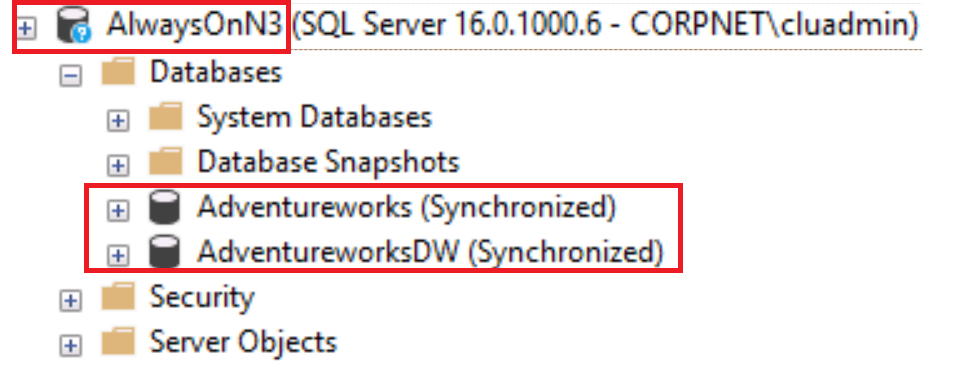 AlwaysOnN3 (SQL Server 16.0.1000.6 - CORPNET\cluadmin)
Databases
System Databases
Database Snapshots
Adventureworks (Synchronized)
AdventureworksDW (Synchronized)
Security
Server Objects